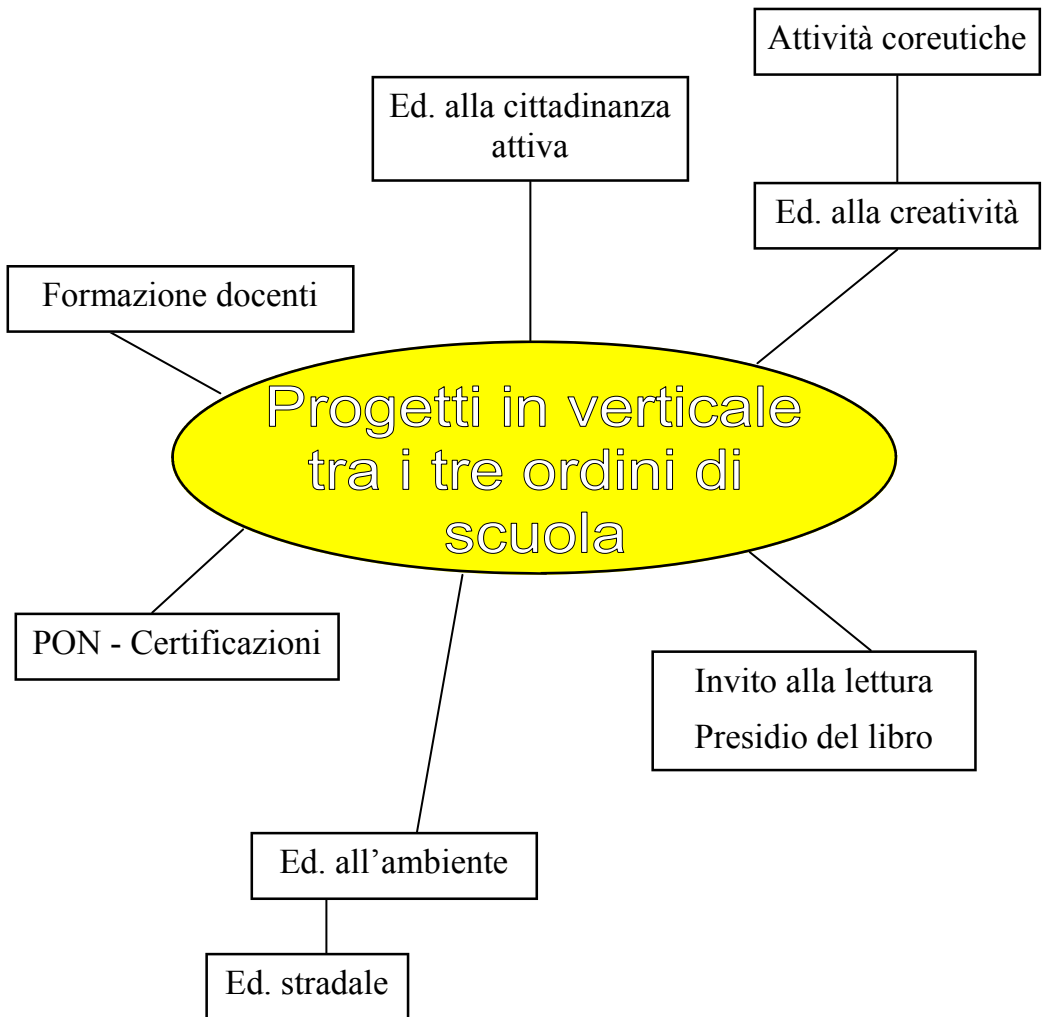 Attività coreutiche
Ed. alla cittadinanza
attiva
Ed. alla creatività
Formazione docenti
Progetti in verticale
tra i tre ordini di
scuola
PON - Certificazioni
Invito alla lettura
Presidio del libro
Ed. all’ambiente
Ed. stradale